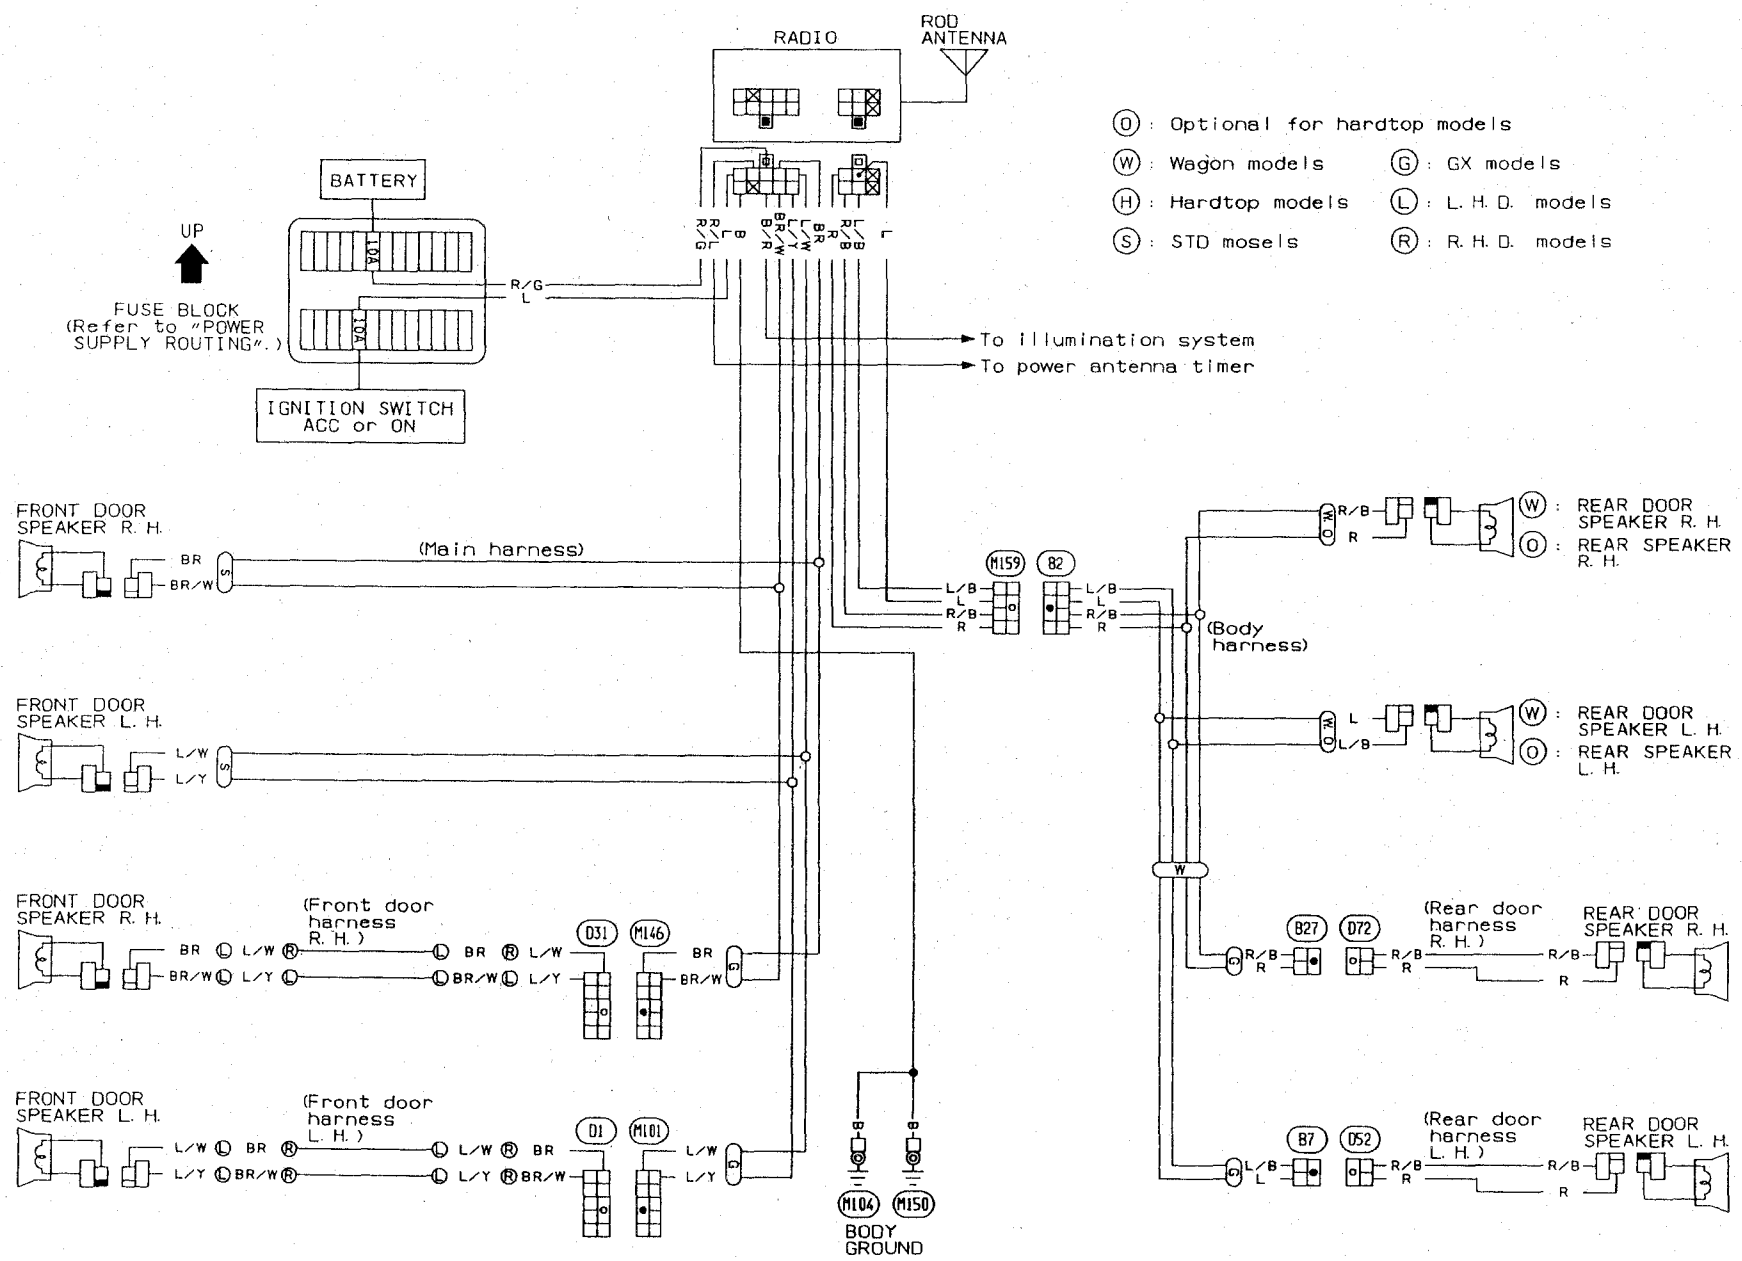 RADIO
ROD
ANTENNA
O : Optional for hardtop models
W : Wagon models
G : GX models
H : Hardtop models
L : L. H. D. models
S : STD mosels
R : R. H. D. models
BATTERY
UP
10A
FUSE BLOCK
(Refer to "POWER
SUPPLY ROUTING".)
10A
IGNITION SWITCH
ACC or ON
R/G
L
R/G
R/L
L
B
B/R
BR/W
L/Y
L/W
BR
R
R/B
L/B
L
To illumination system
To power antenna timer
FRONT DOOR
SPEAKER R. H.
BR
BR/W
S
(Main harness)
FRONT DOOR
SPEAKER L. H.
L/W
L/Y
S
FRONT DOOR
SPEAKER R. H.
(Front door
harness
R. H.)
BR L L/W R
L BR R L/W
BR/W L L/Y L
L BR/W L L/Y
D31
M146
BR
BR/W
G
FRONT DOOR
SPEAKER L. H.
(Front door
harness
L. H.)
L/W L BR R
L L/W R BR
L/Y L BR/W R
L L/Y R BR/W
D1
M101
L/W
L/Y
G
B
B
M104
M150
BODY
GROUND
M159
B2
L/B
L
R/B
R
L/B
L
R/B
R
(Body
harness)
W.O
R/B
R
W : REAR DOOR
SPEAKER R. H.
O : REAR SPEAKER
R. H.
W.O
L
L/B
W : REAR DOOR
SPEAKER L. H.
O : REAR SPEAKER
L. H.
W
G
R/B
R
B27
D72
R/B
R
(Rear door
harness
R. H.)
R/B
R
REAR DOOR
SPEAKER R. H.
G
L/B
L
B7
D52
R/B
R
(Rear door
harness
L. H.)
R/B
R
REAR DOOR
SPEAKER L. H.